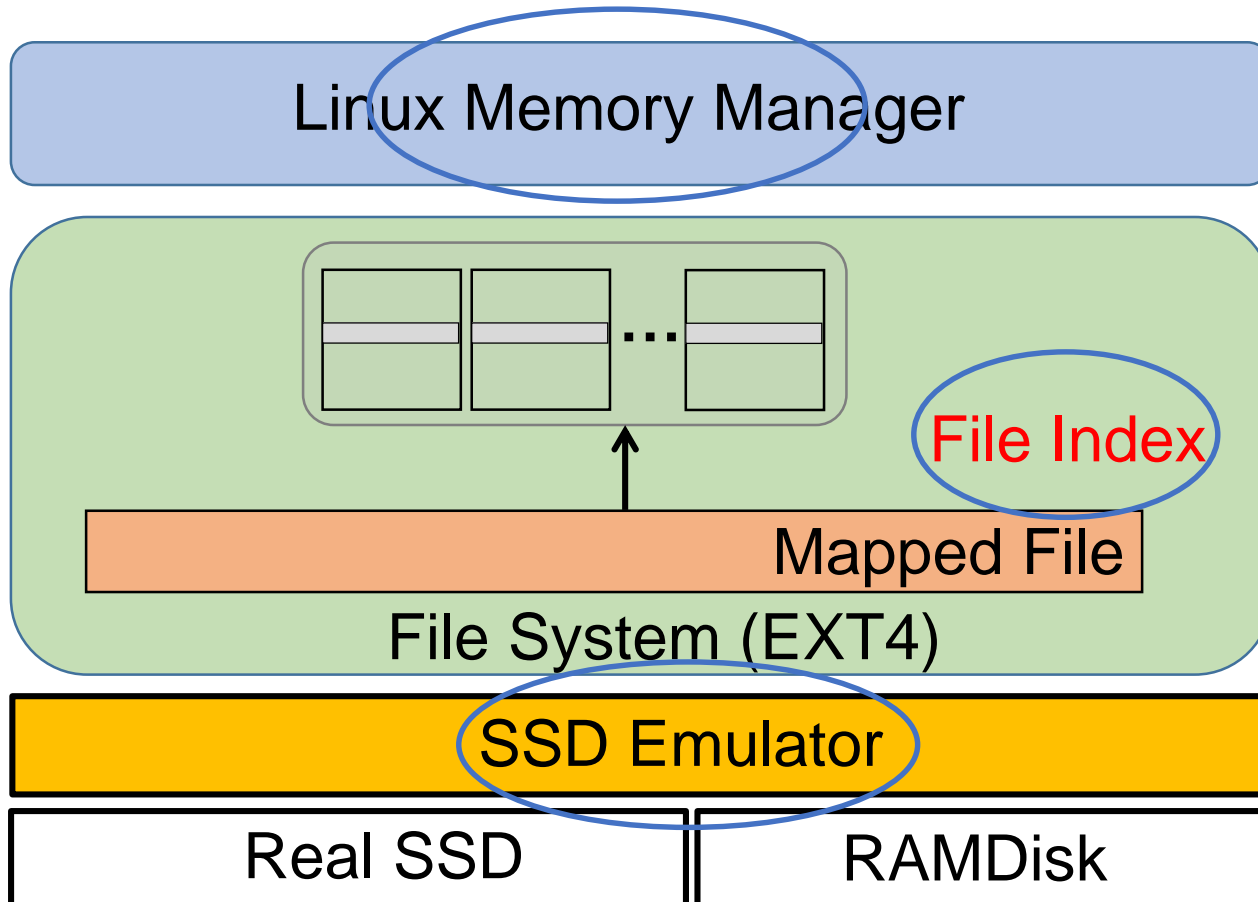 Linux Memory Manager
...
File Index
Mapped File
File System (EXT4)
SSD Emulator
Real SSD
RAMDisk